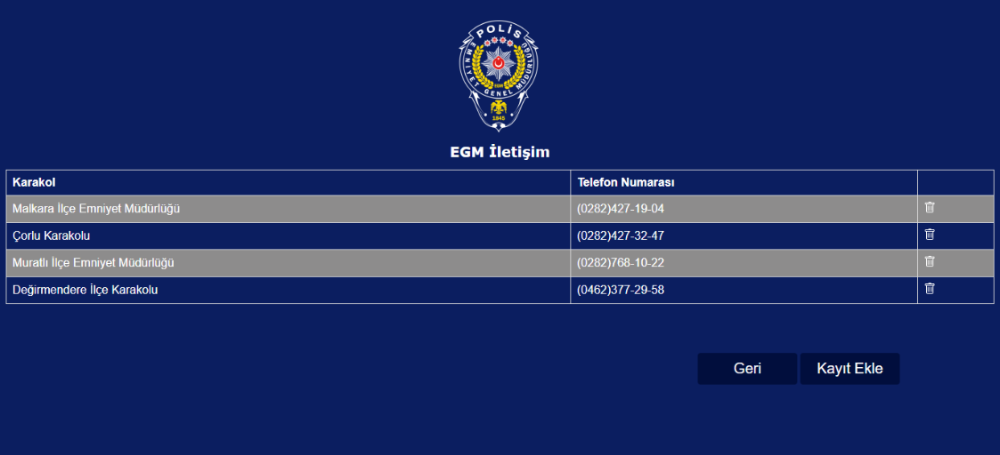 POLİS
EMNİYET GENEL MÜDÜRLÜĞÜ
EGM
1845
EGM İletişim
Karakol Telefon Numarası
Malkara İlçe Emniyet Müdürlüğü (0282)427-19-04
Çorlu Karakolu (0282)427-32-47
Muratlı İlçe Emniyet Müdürlüğü (0282)768-10-22
Değirmendere İlçe Karakolu (0462)377-29-58
Geri Kayıt Ekle